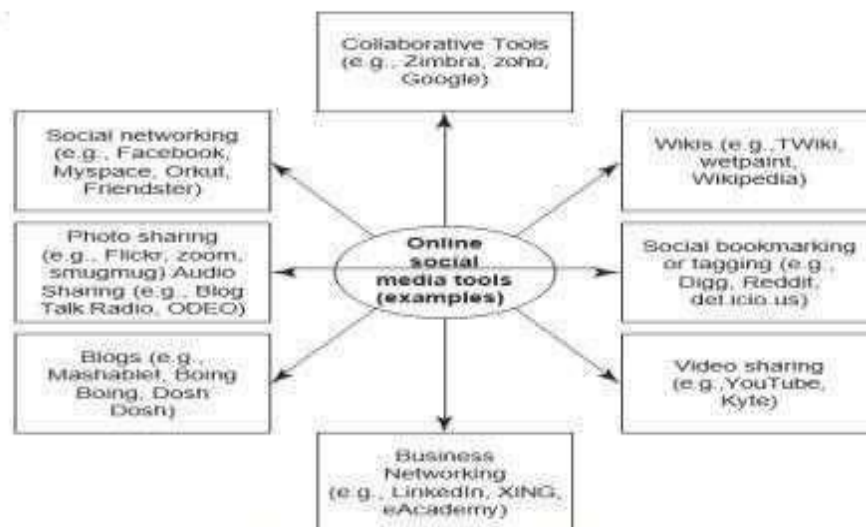 Collaborative Tools
(e.g., Zimbra, zoho,
Google)
Social networking
(e.g., Facebook,
Myspace, Orkut,
Friendster)
Wikis (e.g.,TWiki,
wetpaint,
Wikipedia)
Photo sharing
(e.g., Flickr, zoom,
smugmug) Audio
Sharing (e.g., Blog
Talk Radio, ODEO)
Online
social
media tools
(examples)
Social bookmarking
or tagging (e.g.,
Digg, Reddit,
del.icio.us)
Blogs (e.g.,
Mashable!, Boing
Boing, Dosh
Dosh)
Video sharing
(e.g.,YouTube,
Kyte)
Business
Networking
(e.g., LinkedIn, XING,
eAcademy)